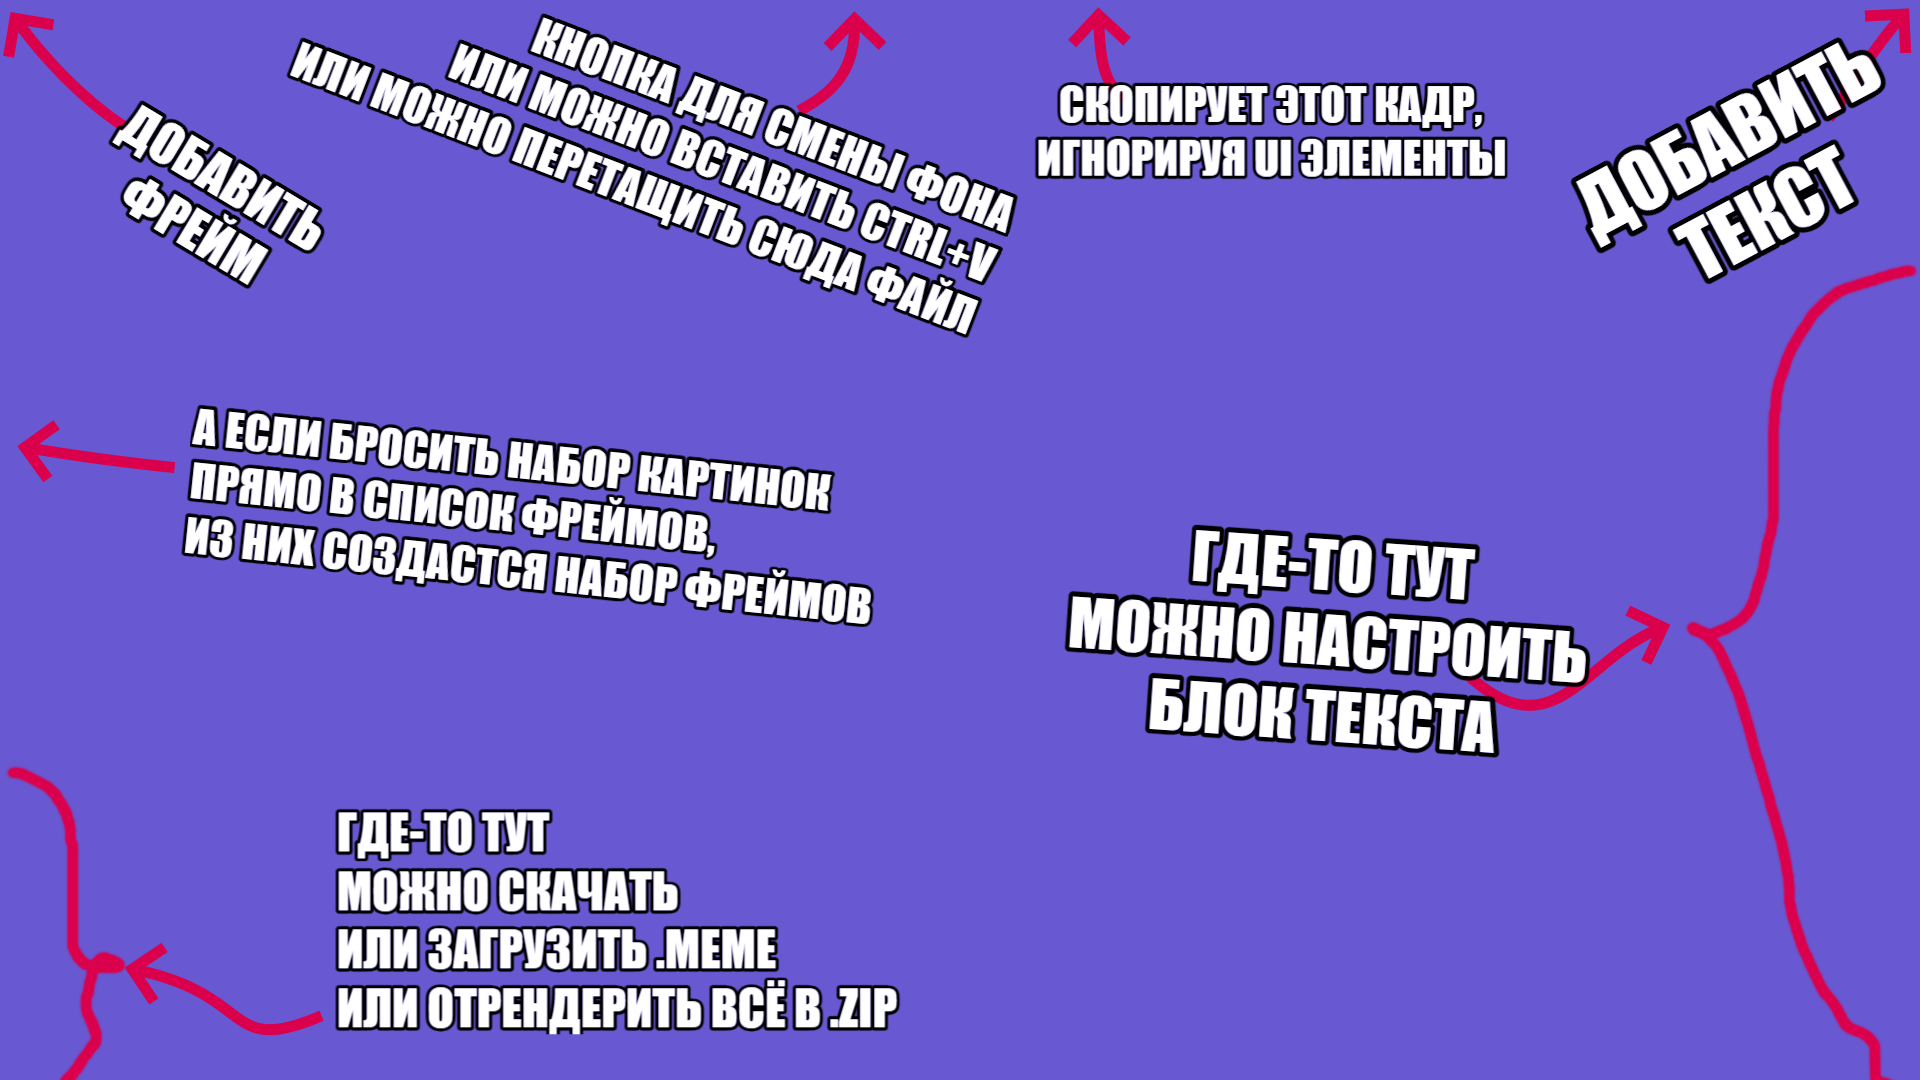 ДОБАВИТЬ
ФРЕЙМ
КНОПКА ДЛЯ СМЕНЫ ФОНА
ИЛИ МОЖНО ВСТАВИТЬ CTRL+V
ИЛИ МОЖНО ПЕРЕТАЩИТЬ СЮДА ФАЙЛ
СКОПИРУЕТ ЭТОТ КАДР,
ИГНОРИРУЯ UI ЭЛЕМЕНТЫ
ДОБАВИТЬ
ТЕКСТ
А ЕСЛИ БРОСИТЬ НАБОР КАРТИНОК
ПРЯМО В СПИСОК ФРЕЙМОВ,
ИЗ НИХ СОЗДАСТСЯ НАБОР ФРЕЙМОВ
ГДЕ-ТО ТУТ
МОЖНО НАСТРОИТЬ
БЛОК ТЕКСТА
ГДЕ-ТО ТУТ
МОЖНО СКАЧАТЬ
ИЛИ ЗАГРУЗИТЬ .MEME
ИЛИ ОТРЕНДЕРИТЬ ВСЁ В .ZIP